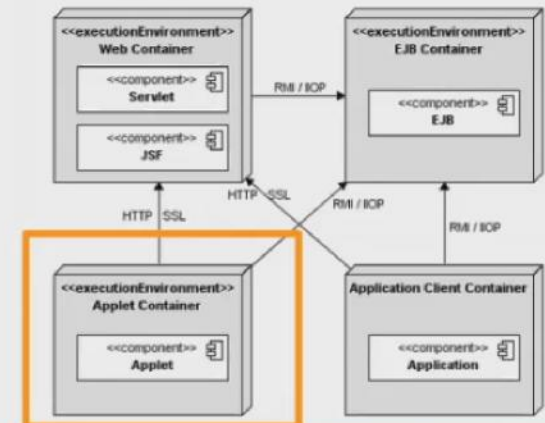 <<executionEnvironment>>
Web Container
<<component>>
Servlet
<<component>>
JSF
RMI / IIOP
<<executionEnvironment>>
EJB Container
<<component>>
EJB
HTTP SSL
HTTP SSL
RMI / IIOP
RMI / IIOP
<<executionEnvironment>>
Applet Container
<<component>>
Applet
Application Client Container
<<component>>
Application